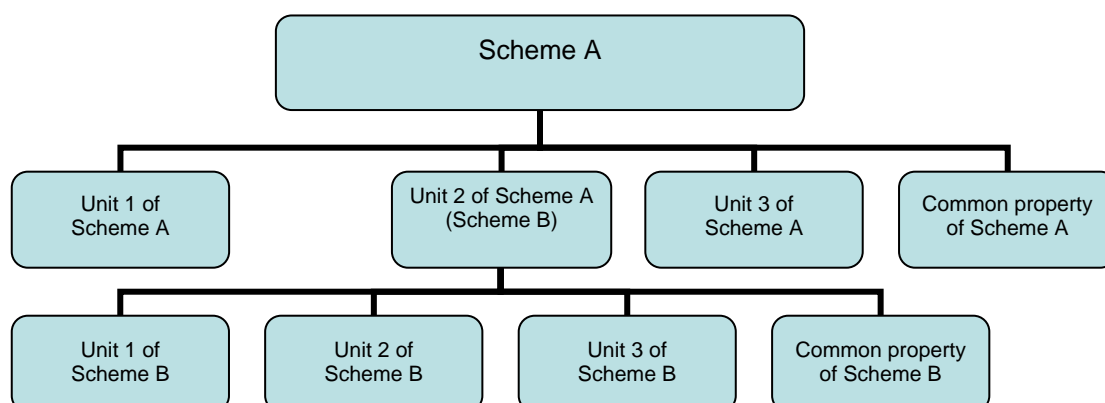 Scheme A
Unit 1 of
Scheme A
Unit 2 of Scheme A
(Scheme B)
Unit 3 of
Scheme A
Common property
of Scheme A
Unit 1 of
Scheme B
Unit 2 of
Scheme B
Unit 3 of
Scheme B
Common property
of Scheme B